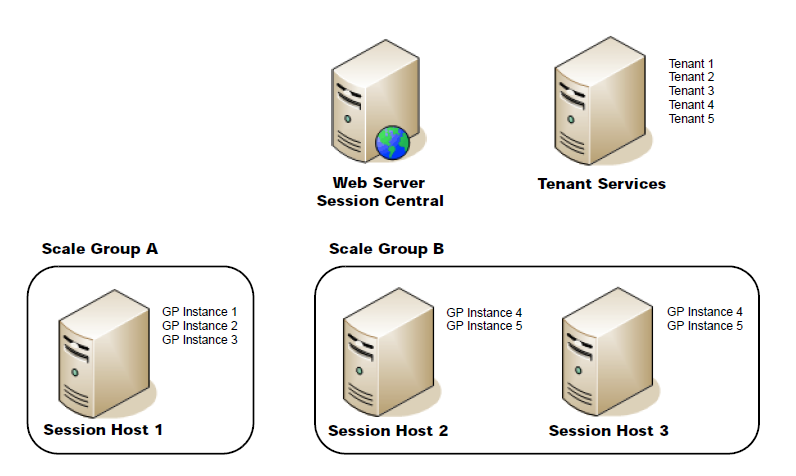 Tenant 1
Tenant 2
Tenant 3
Tenant 4
Tenant 5
Web Server
Session Central
Tenant Services
Scale Group A
Scale Group B
GP Instance 1
GP Instance 2
GP Instance 3
GP Instance 4
GP Instance 5
GP Instance 4
GP Instance 5
Session Host 1
Session Host 2
Session Host 3